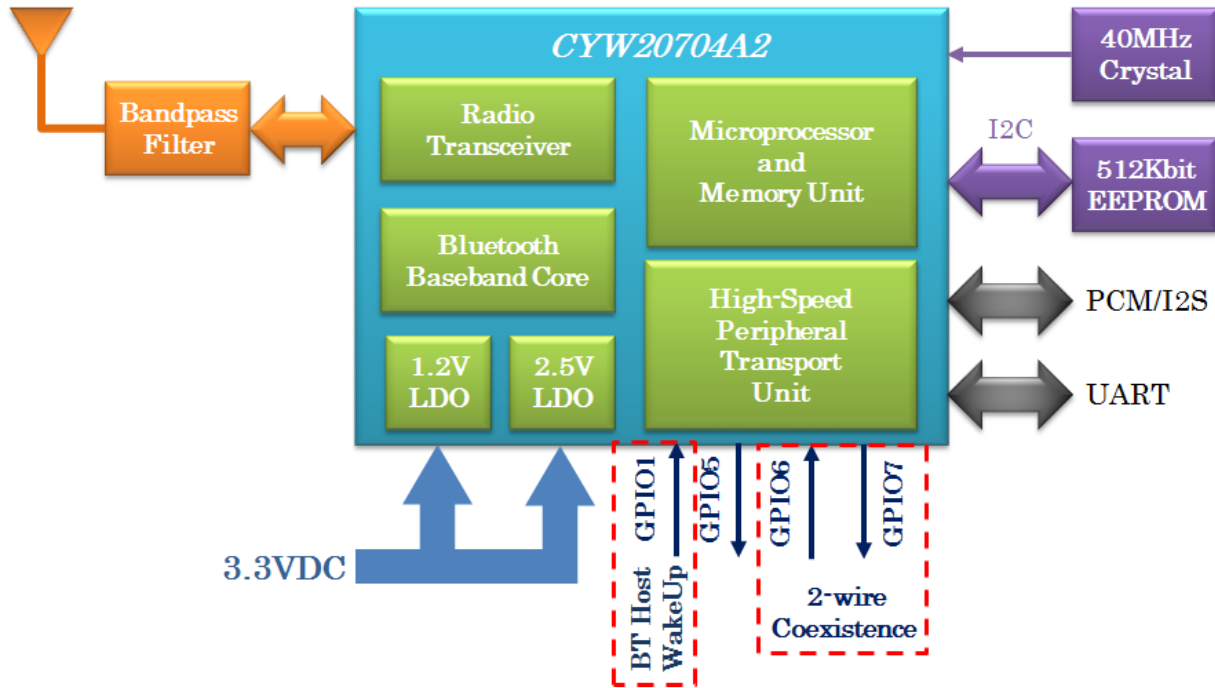 CYW20704A2
40MHz
Crystal
Bandpass
Filter
Radio
Transceiver
Microprocessor
and
Memory Unit
I2C
512Kbit
EEPROM
Bluetooth
Baseband Core
High-Speed
Peripheral
Transport
Unit
PCM/I2S
1.2V
LDO
2.5V
LDO
UART
3.3VDC
BT Host GPIO1
WakeUp
GPIO5
GPIO6
GPIO7
2-wire
Coexistence